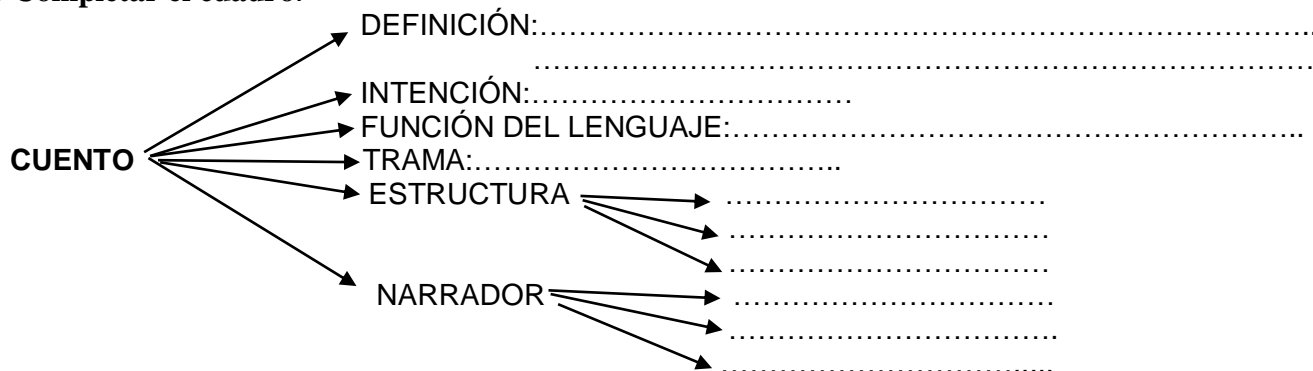 Completar el cuadro.
DEFINICIÓN:……………………………………………………………………..
……………………………………………………………………
INTENCIÓN:……………………………
FUNCIÓN DEL LENGUAJE:…………………………………………………..
CUENTO
TRAMA:………………………………..
ESTRUCTURA
……………………………
……………………………
……………………………
NARRADOR
……………………………
…………………………….
………………………………